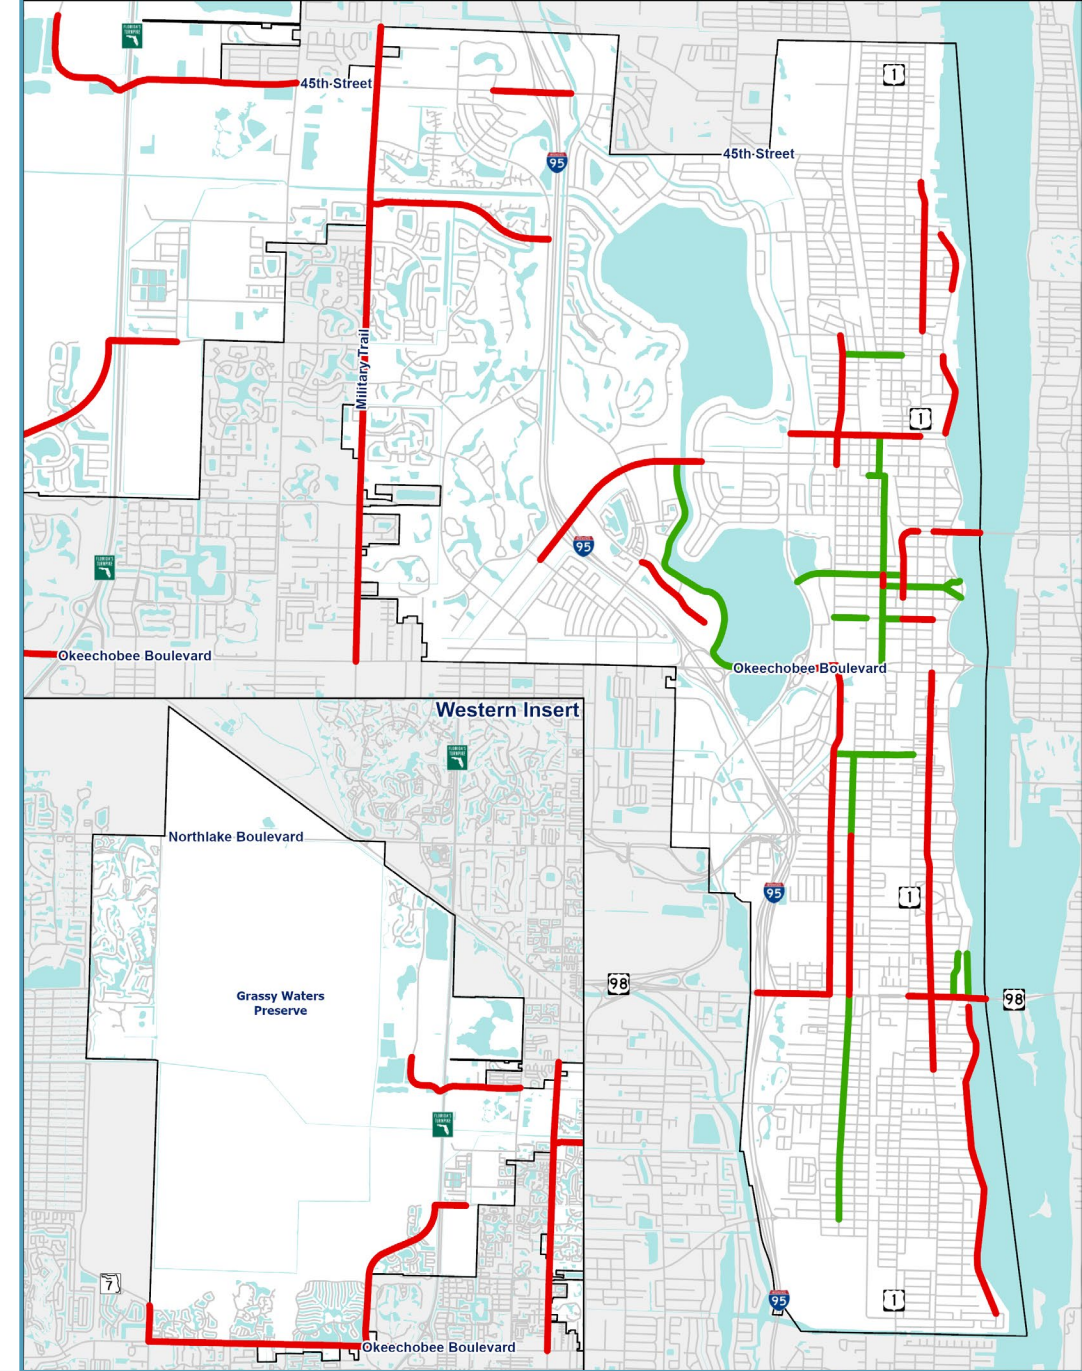 1
45th Street
95
45th Street
Military Trail
1
95
Okeechobee Boulevard
Okeechobee Boulevard
Western Insert
Northlake Boulevard
95
1
98
Grassy Waters
Preserve
98
7
95
1
Okeechobee Boulevard